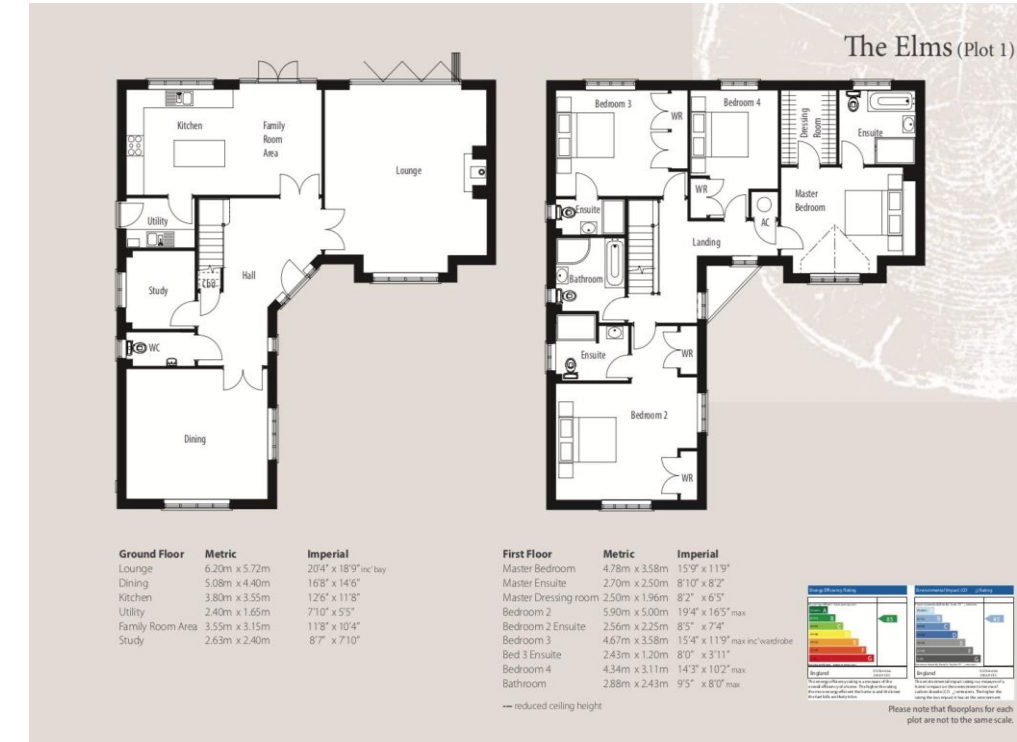 The Elms (Plot 1)
Kitchen
Family
Room
Area
Lounge
Utility
Study
CBD
Hall
WC
Dining
Bedroom 3
WR
Bedroom 4
Dressing
Room
Ensuite
WR
Master
Bedroom
Ensuite
AC
Landing
Bathroom
Ensuite
WR
Bedroom 2
WR
Ground Floor Metric Imperial
Lounge 6.20m x 5.72m 20'4" x 18'9" inc' bay
Dining 5.08m x 4.40m 16'8" x 14'6"
Kitchen 3.80m x 3.55m 12'6" x 11'8"
Utility 2.40m x 1.65m 7'10" x 5'5"
Family Room Area 3.55m x 3.15m 11'8" x 10'4"
Study 2.63m x 2.40m 8'7" x 7'10"
First Floor Metric Imperial
Master Bedroom 4.78m x 3.58m 15'9" x 11'9"
Master Ensuite 2.70m x 2.50m 8'10" x 8'2"
Master Dressing room 2.50m x 1.96m 8'2" x 6'5"
Bedroom 2 5.90m x 5.00m 19'4" x 16'5" max
Bedroom 2 Ensuite 2.56m x 2.25m 8'5" x 7'4"
Bedroom 3 4.67m x 3.58m 15'4" x 11'9" max inc' wardrobe
Bed 3 Ensuite 2.43m x 1.20m 8'0" x 3'11"
Bedroom 4 4.34m x 3.11m 14'3" x 10'2" max
Bathroom 2.88m x 2.43m 9'5" x 8'0" max
--- reduced ceiling height
Energy Efficiency Rating
A
B
C
D
E
F
G
85
England
Environmental Impact (CO ) Rating
85
England
Please note that floorplans for each
plot are not to the same scale.